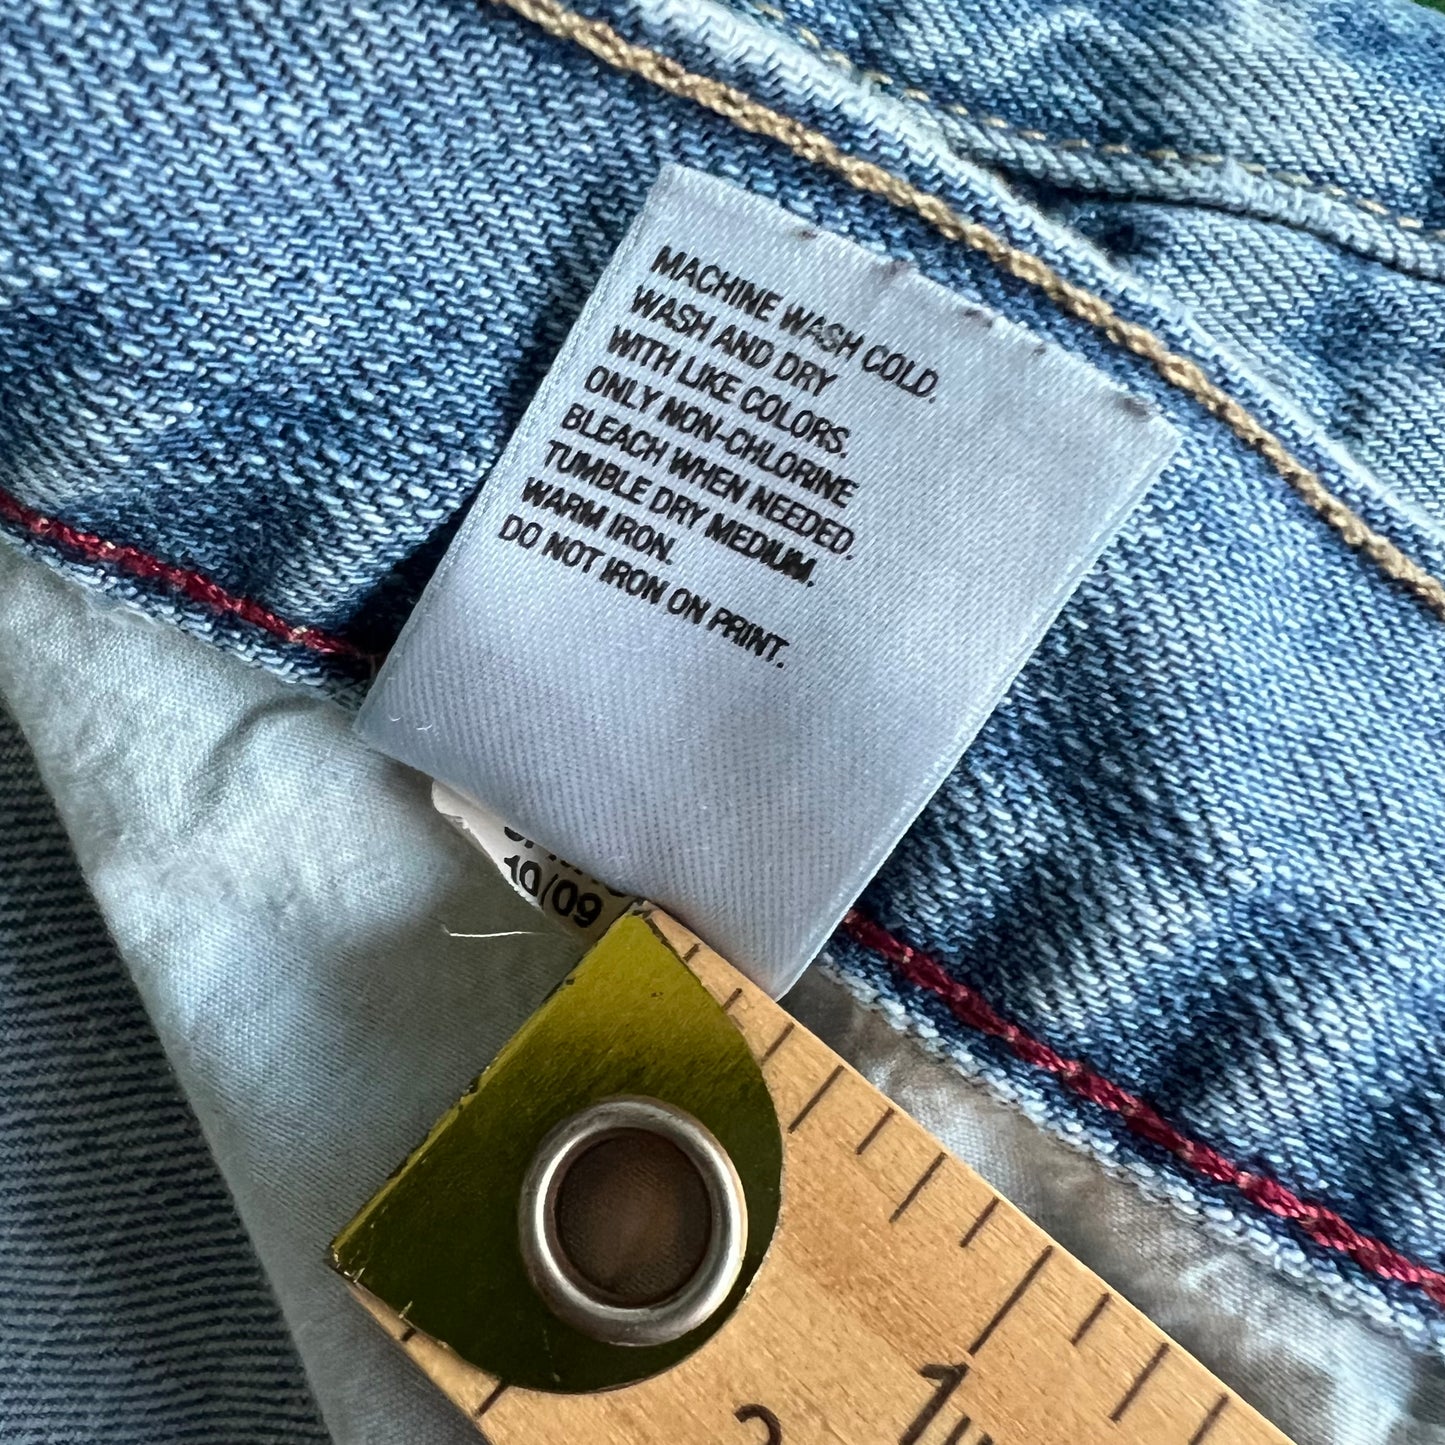 MACHINE WASH COLD.
WASH AND DRY
WITH LIKE COLORS.
ONLY NON-CHLORINE
BLEACH WHEN NEEDED.
TUMBLE DRY MEDIUM.
WARM IRON.
DO NOT IRON ON PRINT.
10/09
1